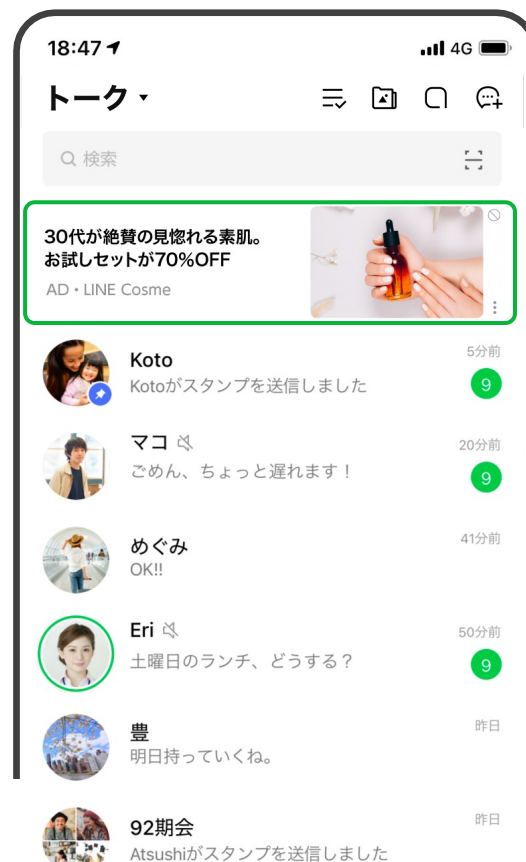 18:47
4G
トーク
検索
30代が絶賛の見惚れる素肌。
お試しセットが70%OFF
AD・LINE Cosme
Koto
5分前
Kotoがスタンプを送信しました
9
マコ
20分前
ごめん、ちょっと遅れます！
9
めぐみ
41分前
OK!!
Eri
50分前
土曜日のランチ、どうする？
9
豊
昨日
明日持っていくね。
92期会
昨日
Atsushiがスタンプを送信しました